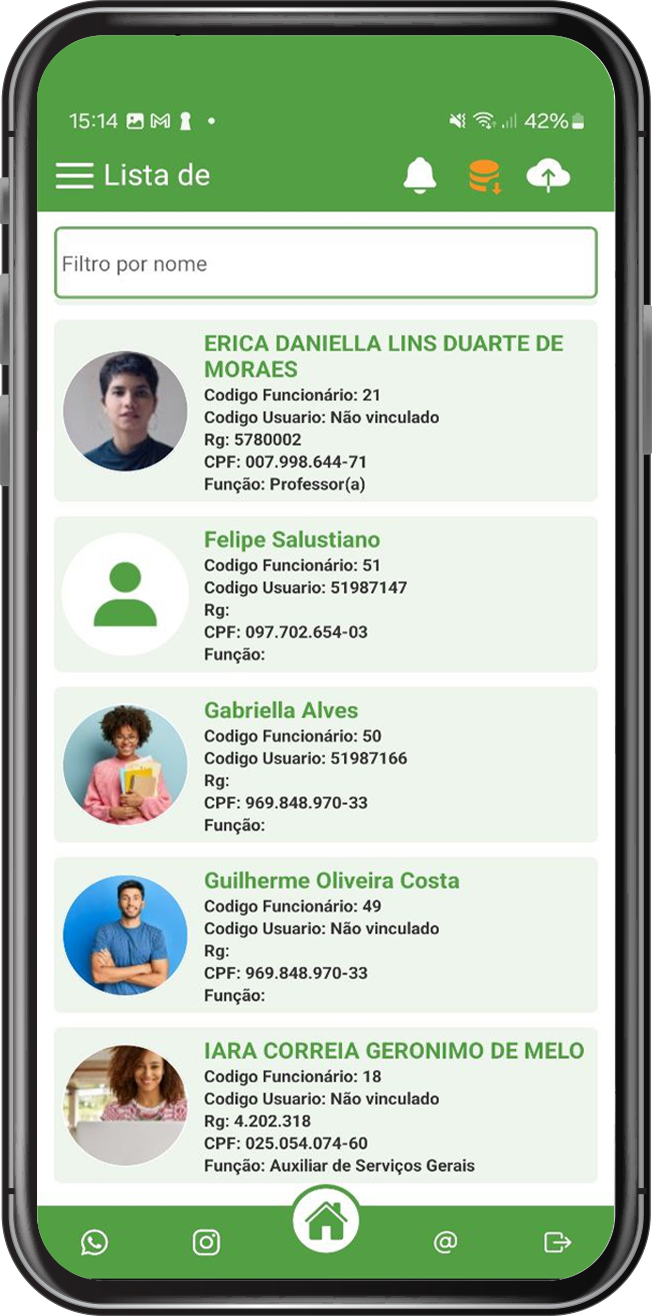 15:14
42%
Lista de
Filtro por nome
ERICA DANIELLA LINS DUARTE DE
MORAES
Codigo Funcionário: 21
Codigo Usuario: Não vinculado
Rg: 5780002
CPF: 007.998.644-71
Função: Professor(a)
Felipe Salustiano
Codigo Funcionário: 51
Codigo Usuario: 51987147
Rg:
CPF: 097.702.654-03
Função:
Gabriella Alves
Codigo Funcionário: 50
Codigo Usuario: 51987166
Rg:
CPF: 969.848.970-33
Função:
Guilherme Oliveira Costa
Codigo Funcionário: 49
Codigo Usuario: Não vinculado
Rg:
CPF: 969.848.970-33
Função:
IARA CORREIA GERONIMO DE MELO
Codigo Funcionário: 18
Codigo Usuario: Não vinculado
Rg: 4.202.318
CPF: 025.054.074-60
Função: Auxiliar de Serviços Gerais
@